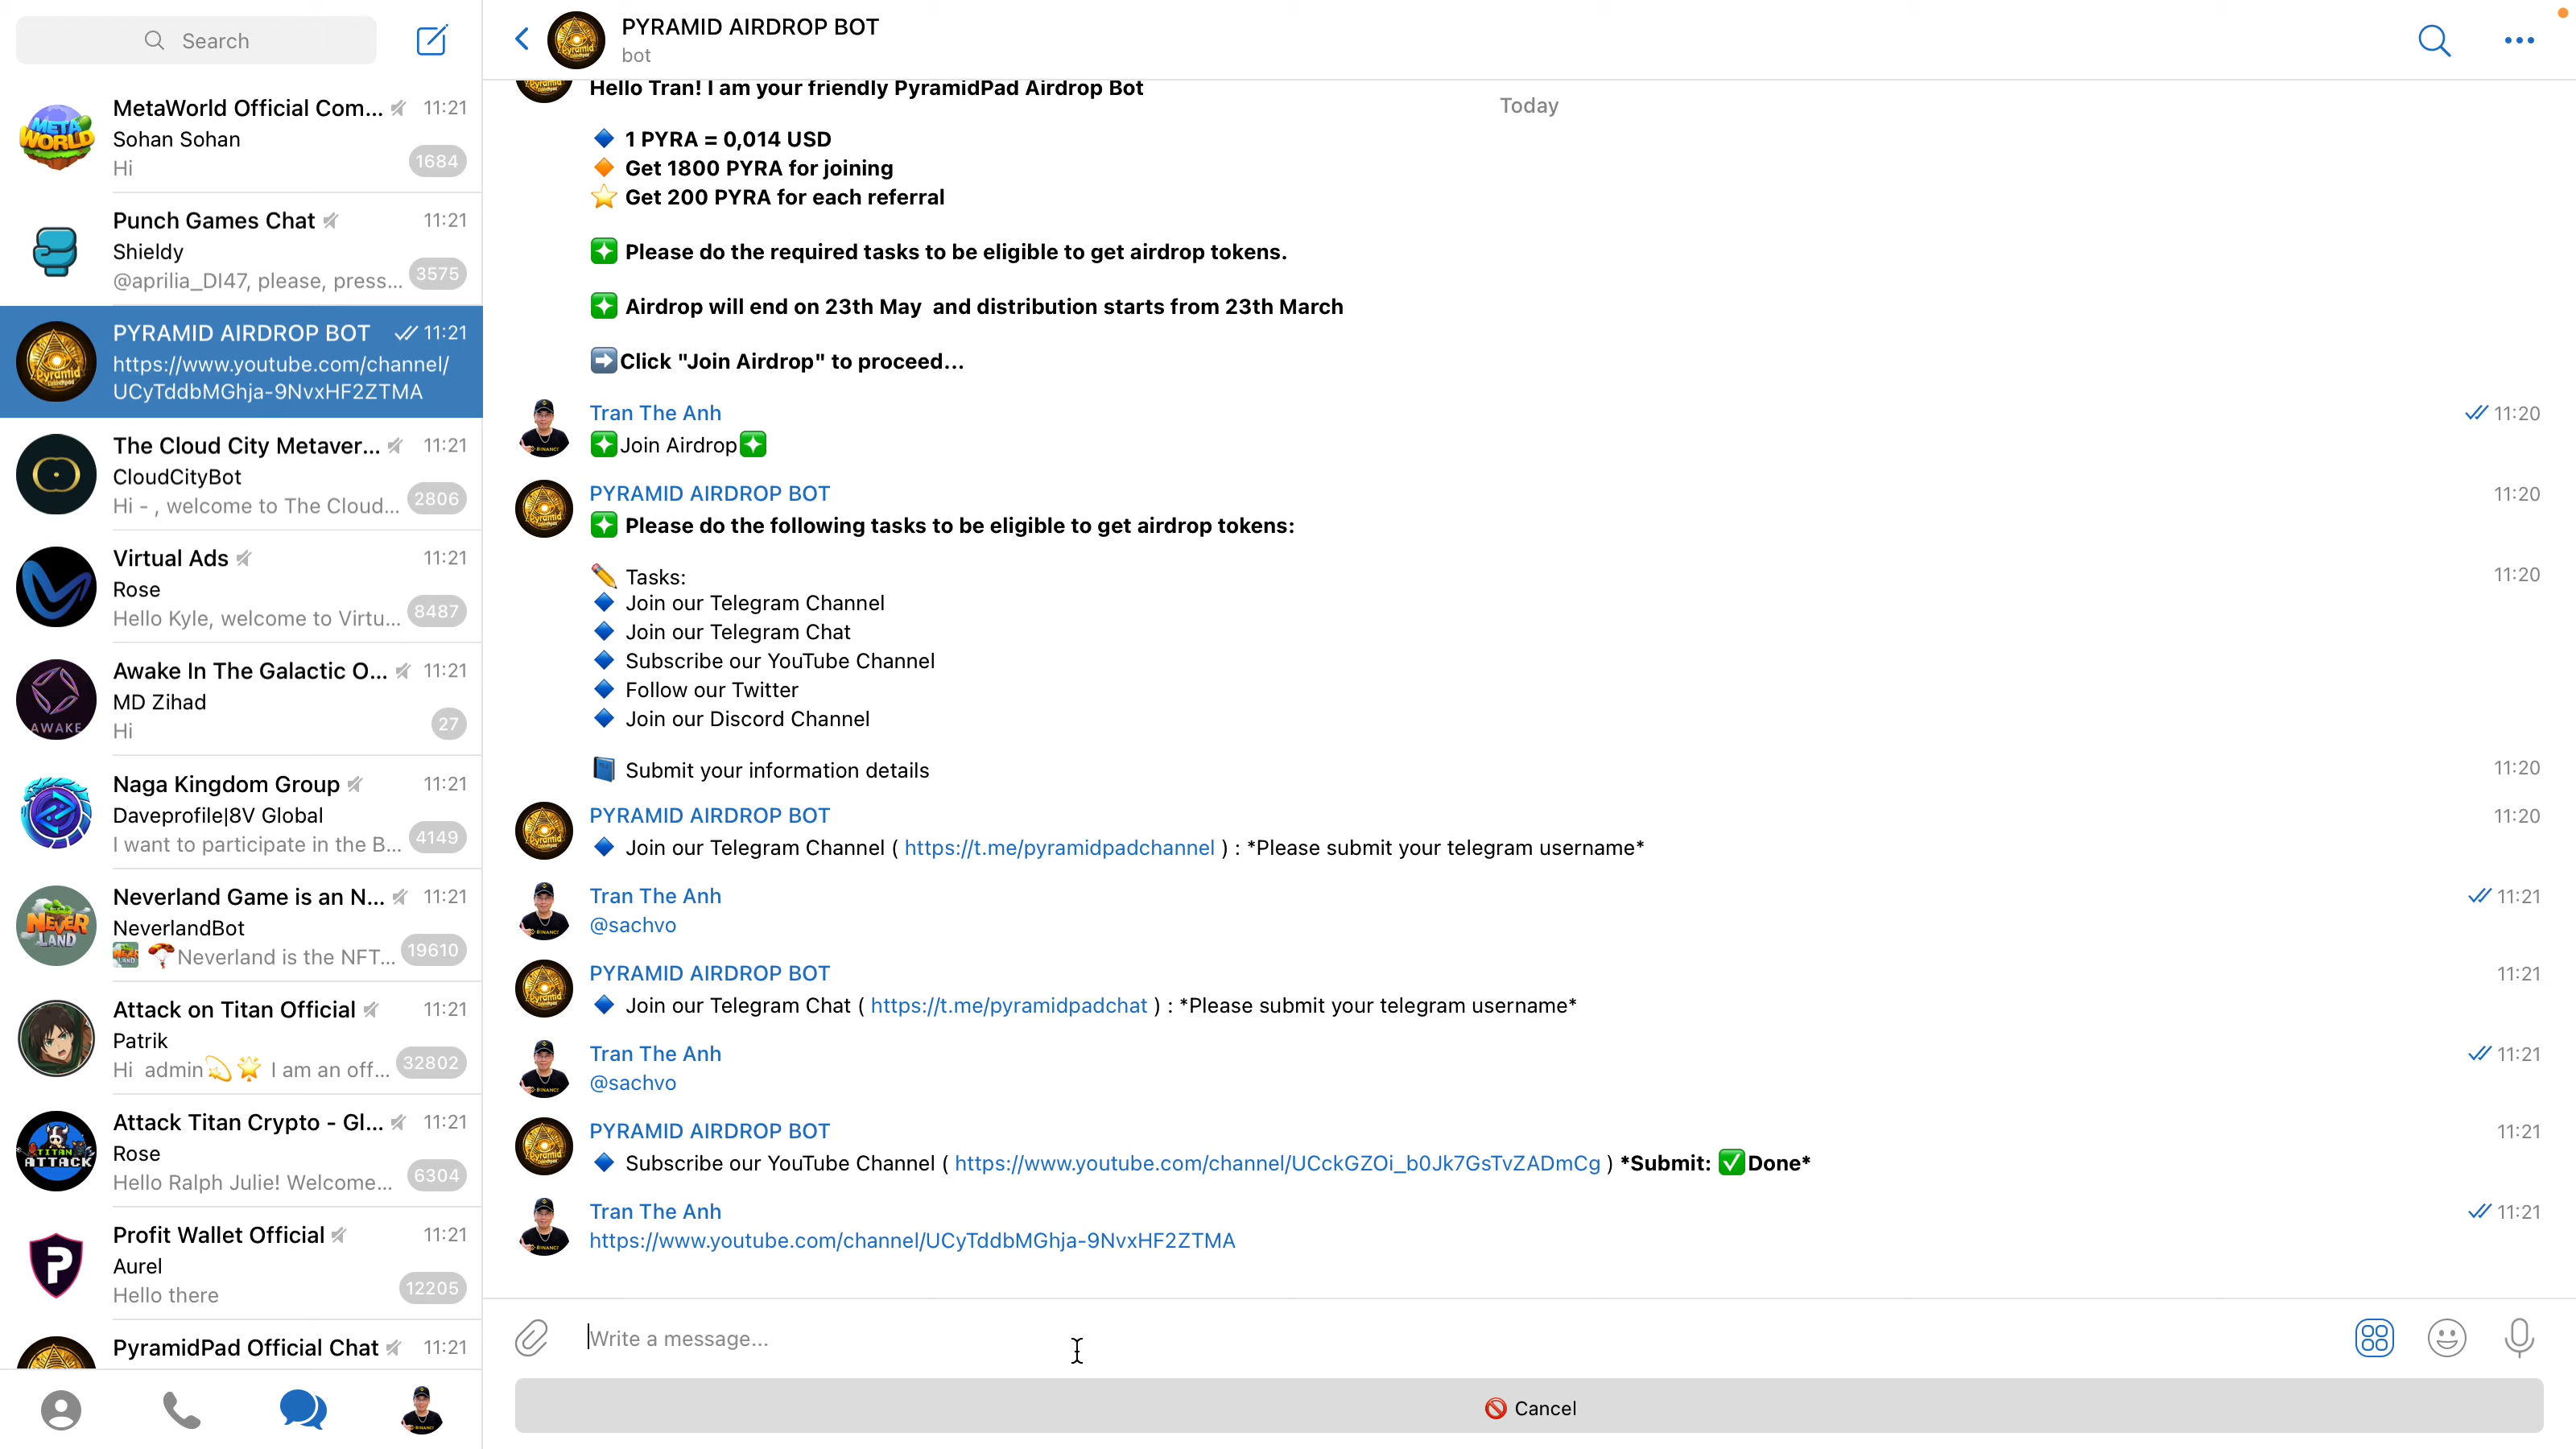 Search
MetaWorld Official Com... 11:21
Sohan Sohan
Hi 1684
Punch Games Chat 11:21
Shieldy
@aprilia_DI47, please, press... 3575
PYRAMID AIRDROP BOT 11:21
https://www.youtube.com/channel/
UCyTddbMGhja-9NvxHF2ZTMA
The Cloud City Metaver... 11:21
CloudCityBot
Hi - , welcome to The Cloud... 2806
Virtual Ads 11:21
Rose
Hello Kyle, welcome to Virtu... 8487
Awake In The Galactic O... 11:21
MD Zihad
Hi 27
AWAKE
Naga Kingdom Group 11:21
Daveprofile|8V Global
I want to participate in the B... 4149
Neverland Game is an N... 11:21
NeverlandBot
Neverland is the NFT... 19610
Attack on Titan Official 11:21
Patrik
Hi admin I am an off... 32802
Attack Titan Crypto - Gl... 11:21
Rose
Hello Ralph Julie! Welcome... 6304
Profit Wallet Official 11:21
Aurel
Hello there 12205
PyramidPad Official Chat 11:21
PYRAMID AIRDROP BOT
bot
Hello Tran! I am your friendly PyramidPad Airdrop Bot
Today
1 PYRA = 0,014 USD
Get 1800 PYRA for joining
Get 200 PYRA for each referral
Please do the required tasks to be eligible to get airdrop tokens.
Airdrop will end on 23th May and distribution starts from 23th March
Click "Join Airdrop" to proceed...
Tran The Anh 11:20
Join Airdrop
PYRAMID AIRDROP BOT 11:20
Please do the following tasks to be eligible to get airdrop tokens:
Tasks: 11:20
Join our Telegram Channel
Join our Telegram Chat
Subscribe our YouTube Channel
Follow our Twitter
Join our Discord Channel
Submit your information details 11:20
PYRAMID AIRDROP BOT 11:20
Join our Telegram Channel ( https://t.me/pyramidpadchannel ) : *Please submit your telegram username*
Tran The Anh 11:21
@sachvo
PYRAMID AIRDROP BOT 11:21
Join our Telegram Chat ( https://t.me/pyramidpadchat ) : *Please submit your telegram username*
Tran The Anh 11:21
@sachvo
PYRAMID AIRDROP BOT 11:21
Subscribe our YouTube Channel ( https://www.youtube.com/channel/UCckGZOi_b0Jk7GsTvZADmCg ) *Submit: ✅Done*
Tran The Anh 11:21
https://www.youtube.com/channel/UCyTddbMGhja-9NvxHF2ZTMA
Write a message...
Cancel